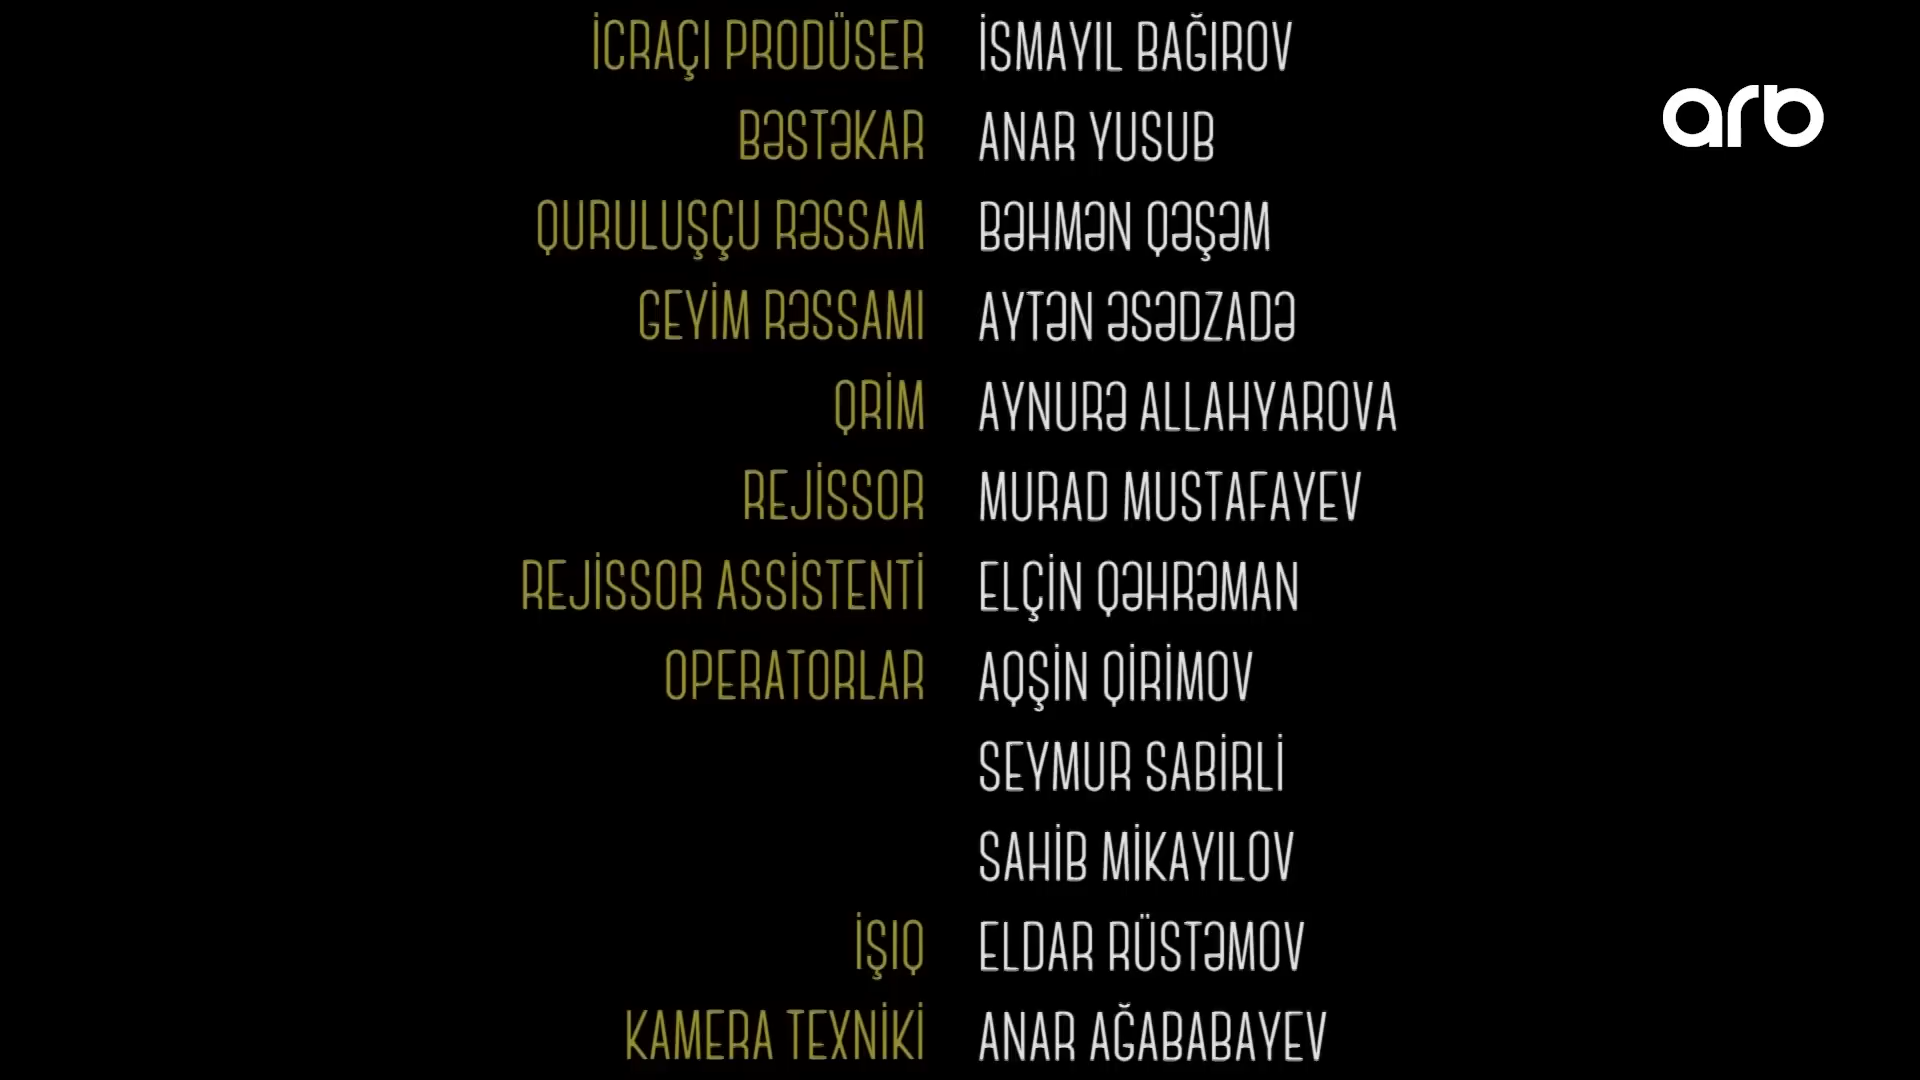 İCRAÇI PRODÜSER İSMAYIL BAĞIROV
arb
BƏSTƏKAR ANAR YUSUB
QURULUŞÇU RƏSSAM BƏHMƏN QƏŞƏM
GEYİM RƏSSAMI AYTƏN ƏSƏDZADƏ
QRİM AYNURƏ ALLAHYAROVA
REJİSSOR MURAD MUSTAFAYEV
REJİSSOR ASSİSTENTİ ELÇİN QƏHRƏMAN
OPERATORLAR AQŞİN QİRİMOV
SEYMUR SABİRLİ
SAHİB MİKAYILOV
İŞIQ ELDAR RÜSTƏMOV
KAMERA TEXNİKİ ANAR AĞABABAYEV